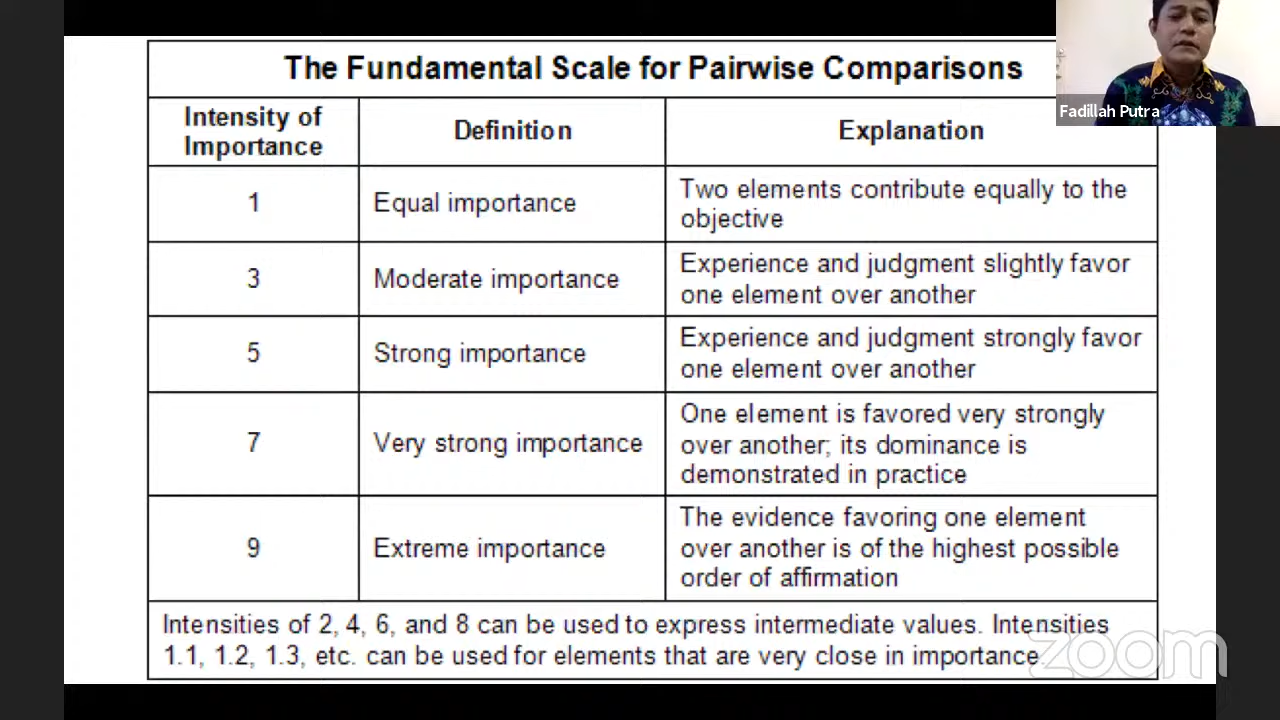 The Fundamental Scale for Pairwise Comparisons
Intensity of
Importance
Definition
Explanation
1
Equal importance
Two elements contribute equally to the
objective
3
Moderate importance
Experience and judgment slightly favor
one element over another
5
Strong importance
Experience and judgment strongly favor
one element over another
7
Very strong importance
One element is favored very strongly
over another; its dominance is
demonstrated in practice
9
Extreme importance
The evidence favoring one element
over another is of the highest possible
order of affirmation
Intensities of 2, 4, 6, and 8 can be used to express intermediate values. Intensities
1.1, 1.2, 1.3, etc. can be used for elements that are very close in importance.
Fadillah Putra
zoom